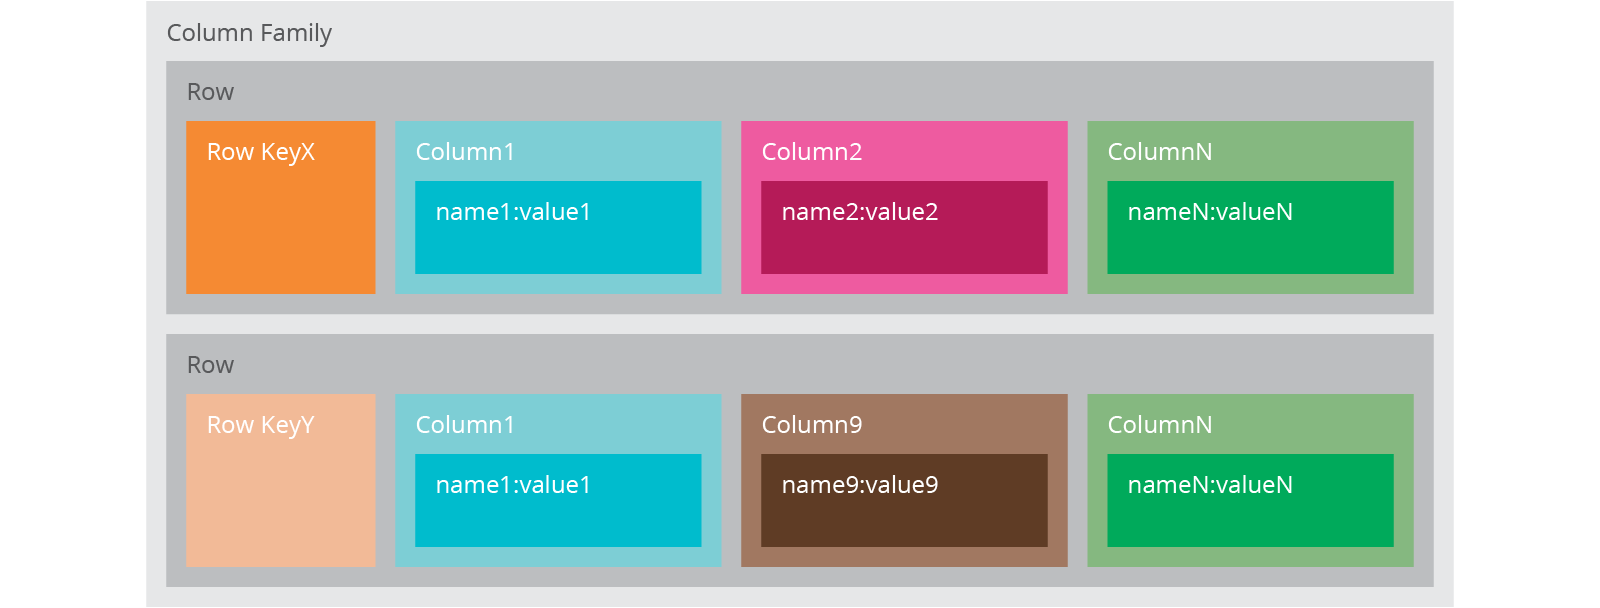 Column Family
Row
Row KeyX
Column1
name1:value1
Column2
name2:value2
ColumnN
nameN:valueN
Row
Row KeyY
Column1
name1:value1
Column9
name9:value9
ColumnN
nameN:valueN